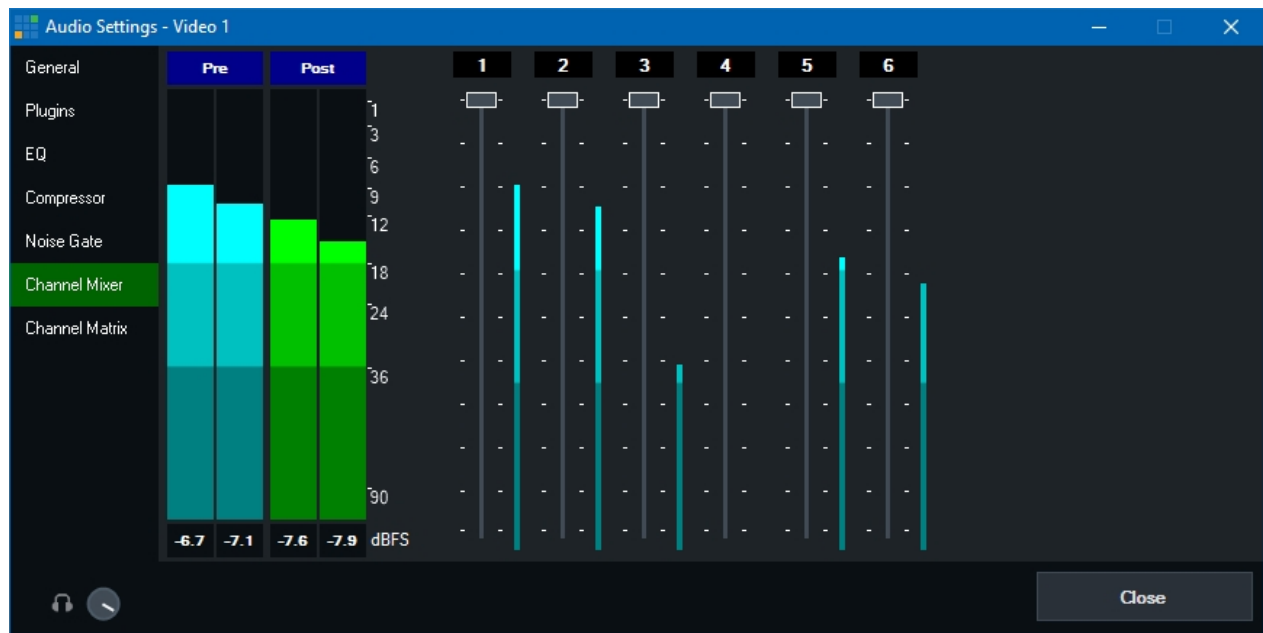 Audio Settings - Video 1
General
Plugins
EQ
Compressor
Noise Gate
Channel Mixer
Channel Matrix
Pre Post
1
3
6
9
12
18
24
36
90
-6.7 -7.1 -7.6 -7.9 dBFS
1 2 3 4 5 6
Close